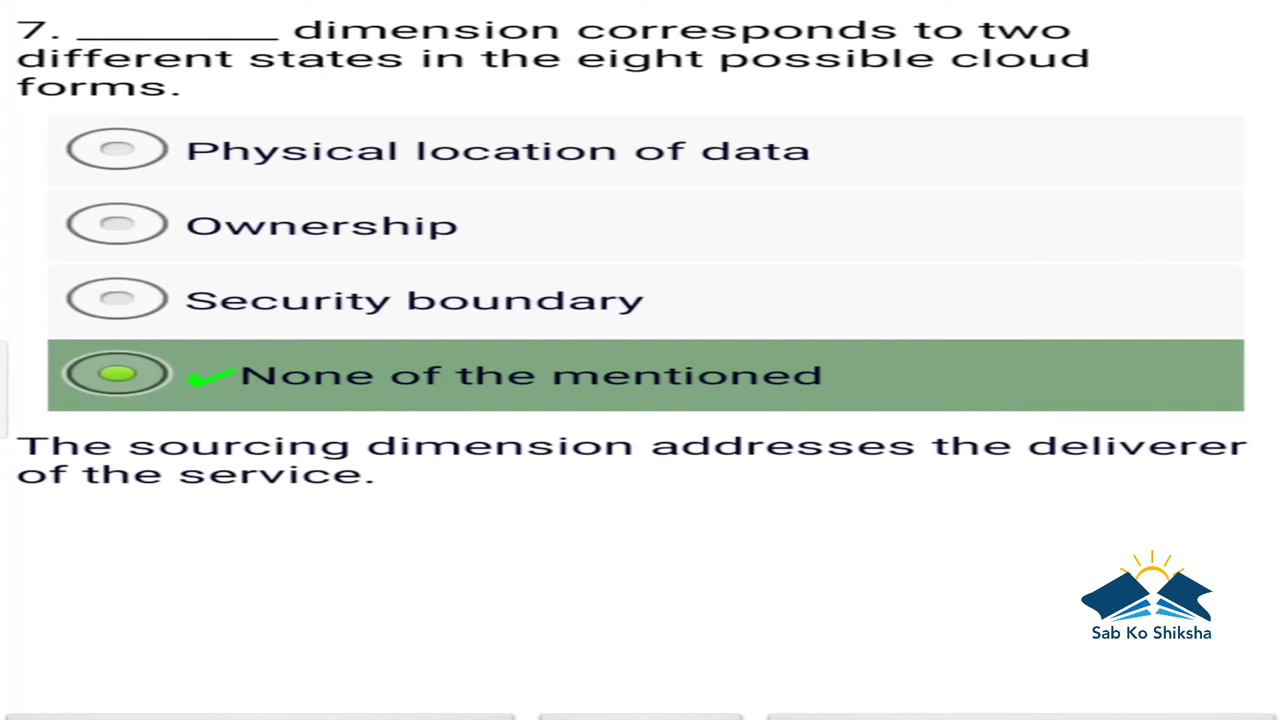 7. ________ dimension corresponds to two
different states in the eight possible cloud
forms.
Physical location of data
Ownership
Security boundary
✓None of the mentioned
The sourcing dimension addresses the deliverer
of the service.
Sab Ko Shiksha